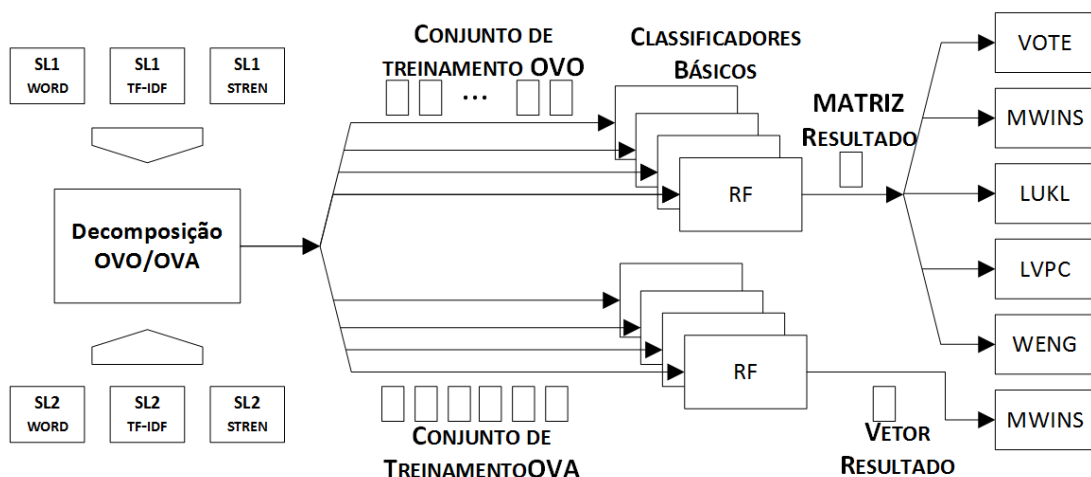 SL1
WORD
SL1
TF-IDF
SL1
STREN
Decomposição
OVO/OVA
SL2
WORD
SL2
TF-IDF
SL2
STREN
CONJUNTO DE
TREINAMENTO OVO
...
CLASSIFICADORES
BÁSICOS
RF
MATRIZ
RESULTADO
RF
CONJUNTO DE
TREINAMENTOOVA
VETOR
RESULTADO
VOTE
MWINS
LUKL
LVPC
WENG
MWINS